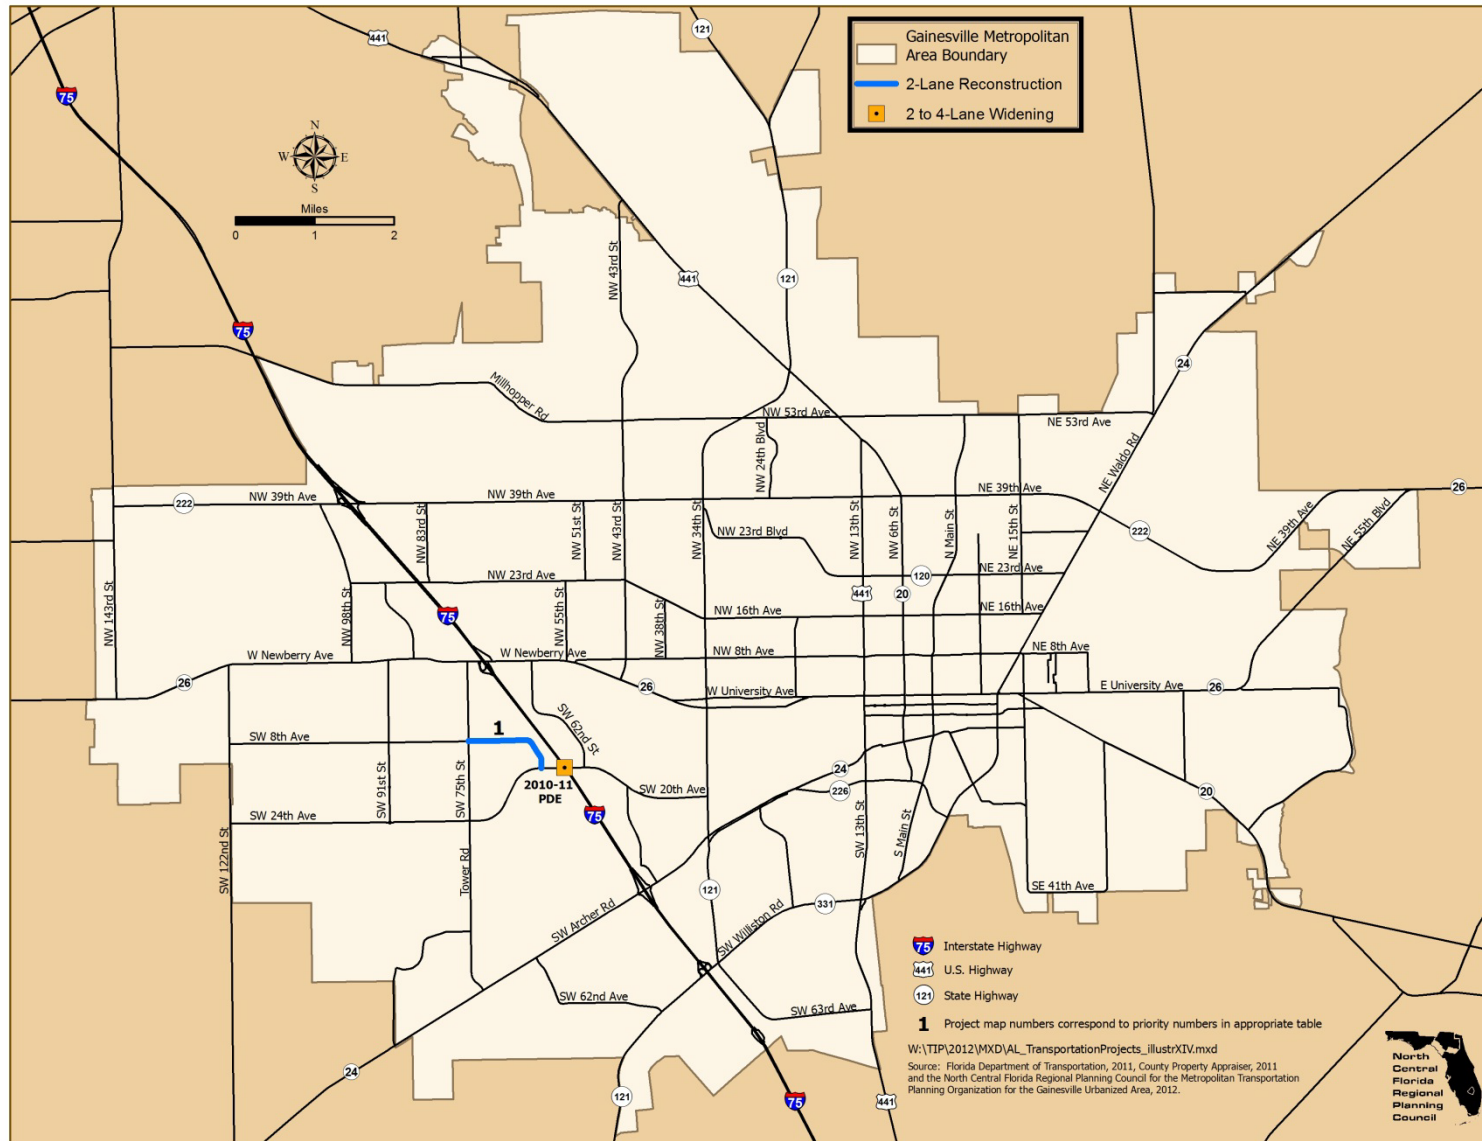 441
121
Gainesville Metropolitan
Area Boundary
2-Lane Reconstruction
2 to 4-Lane Widening
75
N
W
E
S
Miles
0
1
2
NW 43rd St
441
121
75
24
Millhopper Rd
NW 53rd Ave
NE 53rd Ave
NW 24th Blvd
NE Waldo Rd
222
NW 39th Ave
NW 39th Ave
NE 39th Ave
26
NW 83rd St
NW 51st St
NW 43rd St
NW 34th St
NW 23rd Blvd
NW 13th St
NW 6th St
N Main St
NE 15th St
222
NE 39th Ave
NE 55th Blvd
NW 143rd St
NW 98th St
NW 23rd Ave
120
NE 23rd Ave
75
NW 55th St
NW 38th St
441
20
NW 16th Ave
NE 16th Ave
W Newberry Ave
W Newberry Ave
NW 8th Ave
NE 8th Ave
26
26
W University Ave
E University Ave
26
SW 8th Ave
1
SW 62nd St
SW 91st St
SW 75th St
2010-11
PDE
SW 20th Ave
24
226
20
SW 24th Ave
75
SW 122nd St
Tower Rd
SW 13th St
S Main St
121
SE 41th Ave
SW Archer Rd
SW Williston Rd
331
SW 62nd Ave
SW 63rd Ave
24
121
75
441
75
Interstate Highway
441
U.S. Highway
121
State Highway
1
Project map numbers correspond to priority numbers in appropriate table
W:\TIP\2012\MXD\AL_TransportationProjects_illustrXIV.mxd
Source: Florida Department of Transportation, 2011, County Property Appraiser, 2011
and the North Central Florida Regional Planning Council for the Metropolitan Transportation
Planning Organization for the Gainesville Urbanized Area, 2012.
North
Central
Florida
Regional
Planning
Council